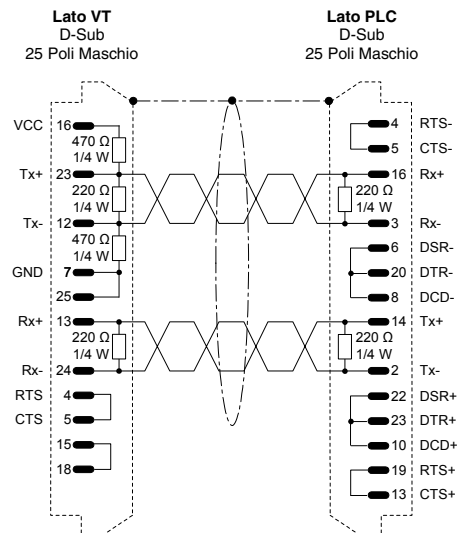 Lato VT
D-Sub
25 Poli Maschio
Lato PLC
D-Sub
25 Poli Maschio
VCC 16
470 Ω
1/4 W
Tx+ 23
220 Ω
1/4 W
Tx- 12
470 Ω
1/4 W
GND 7
25
Rx+ 13
220 Ω
1/4 W
Rx- 24
RTS 4
CTS 5
15
18
4 RTS-
5 CTS-
16 Rx+
220 Ω
1/4 W
3 Rx-
6 DSR-
20 DTR-
8 DCD-
14 Tx+
220 Ω
1/4 W
2 Tx-
22 DSR+
23 DTR+
10 DCD+
19 RTS+
13 CTS+